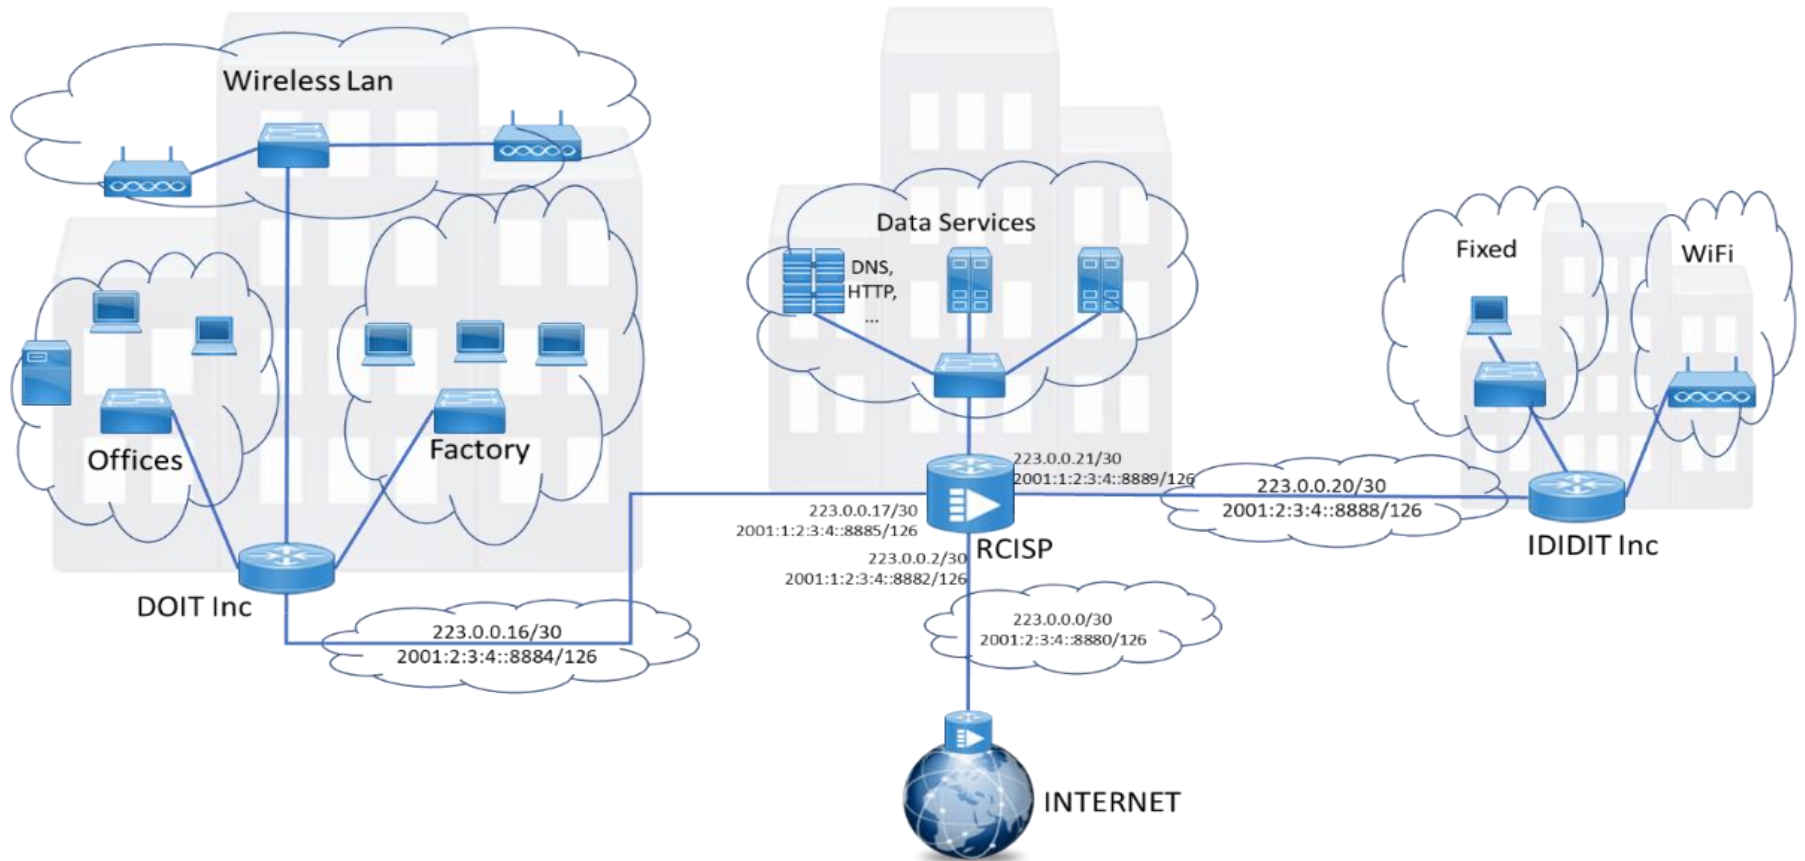 Wireless Lan
Offices
Factory
DOIT Inc
223.0.0.16/30
2001:2:3:4::8884/126
Data Services
DNS,
HTTP,
...
223.0.0.21/30
2001:1:2:3:4::8889/126
223.0.0.17/30
2001:1:2:3:4::8885/126
RCISP
223.0.0.2/30
2001:1:2:3:4::8882/126
223.0.0.0/30
2001:2:3:4::8880/126
INTERNET
223.0.0.20/30
2001:2:3:4::8888/126
Fixed
WiFi
IDIDIT Inc